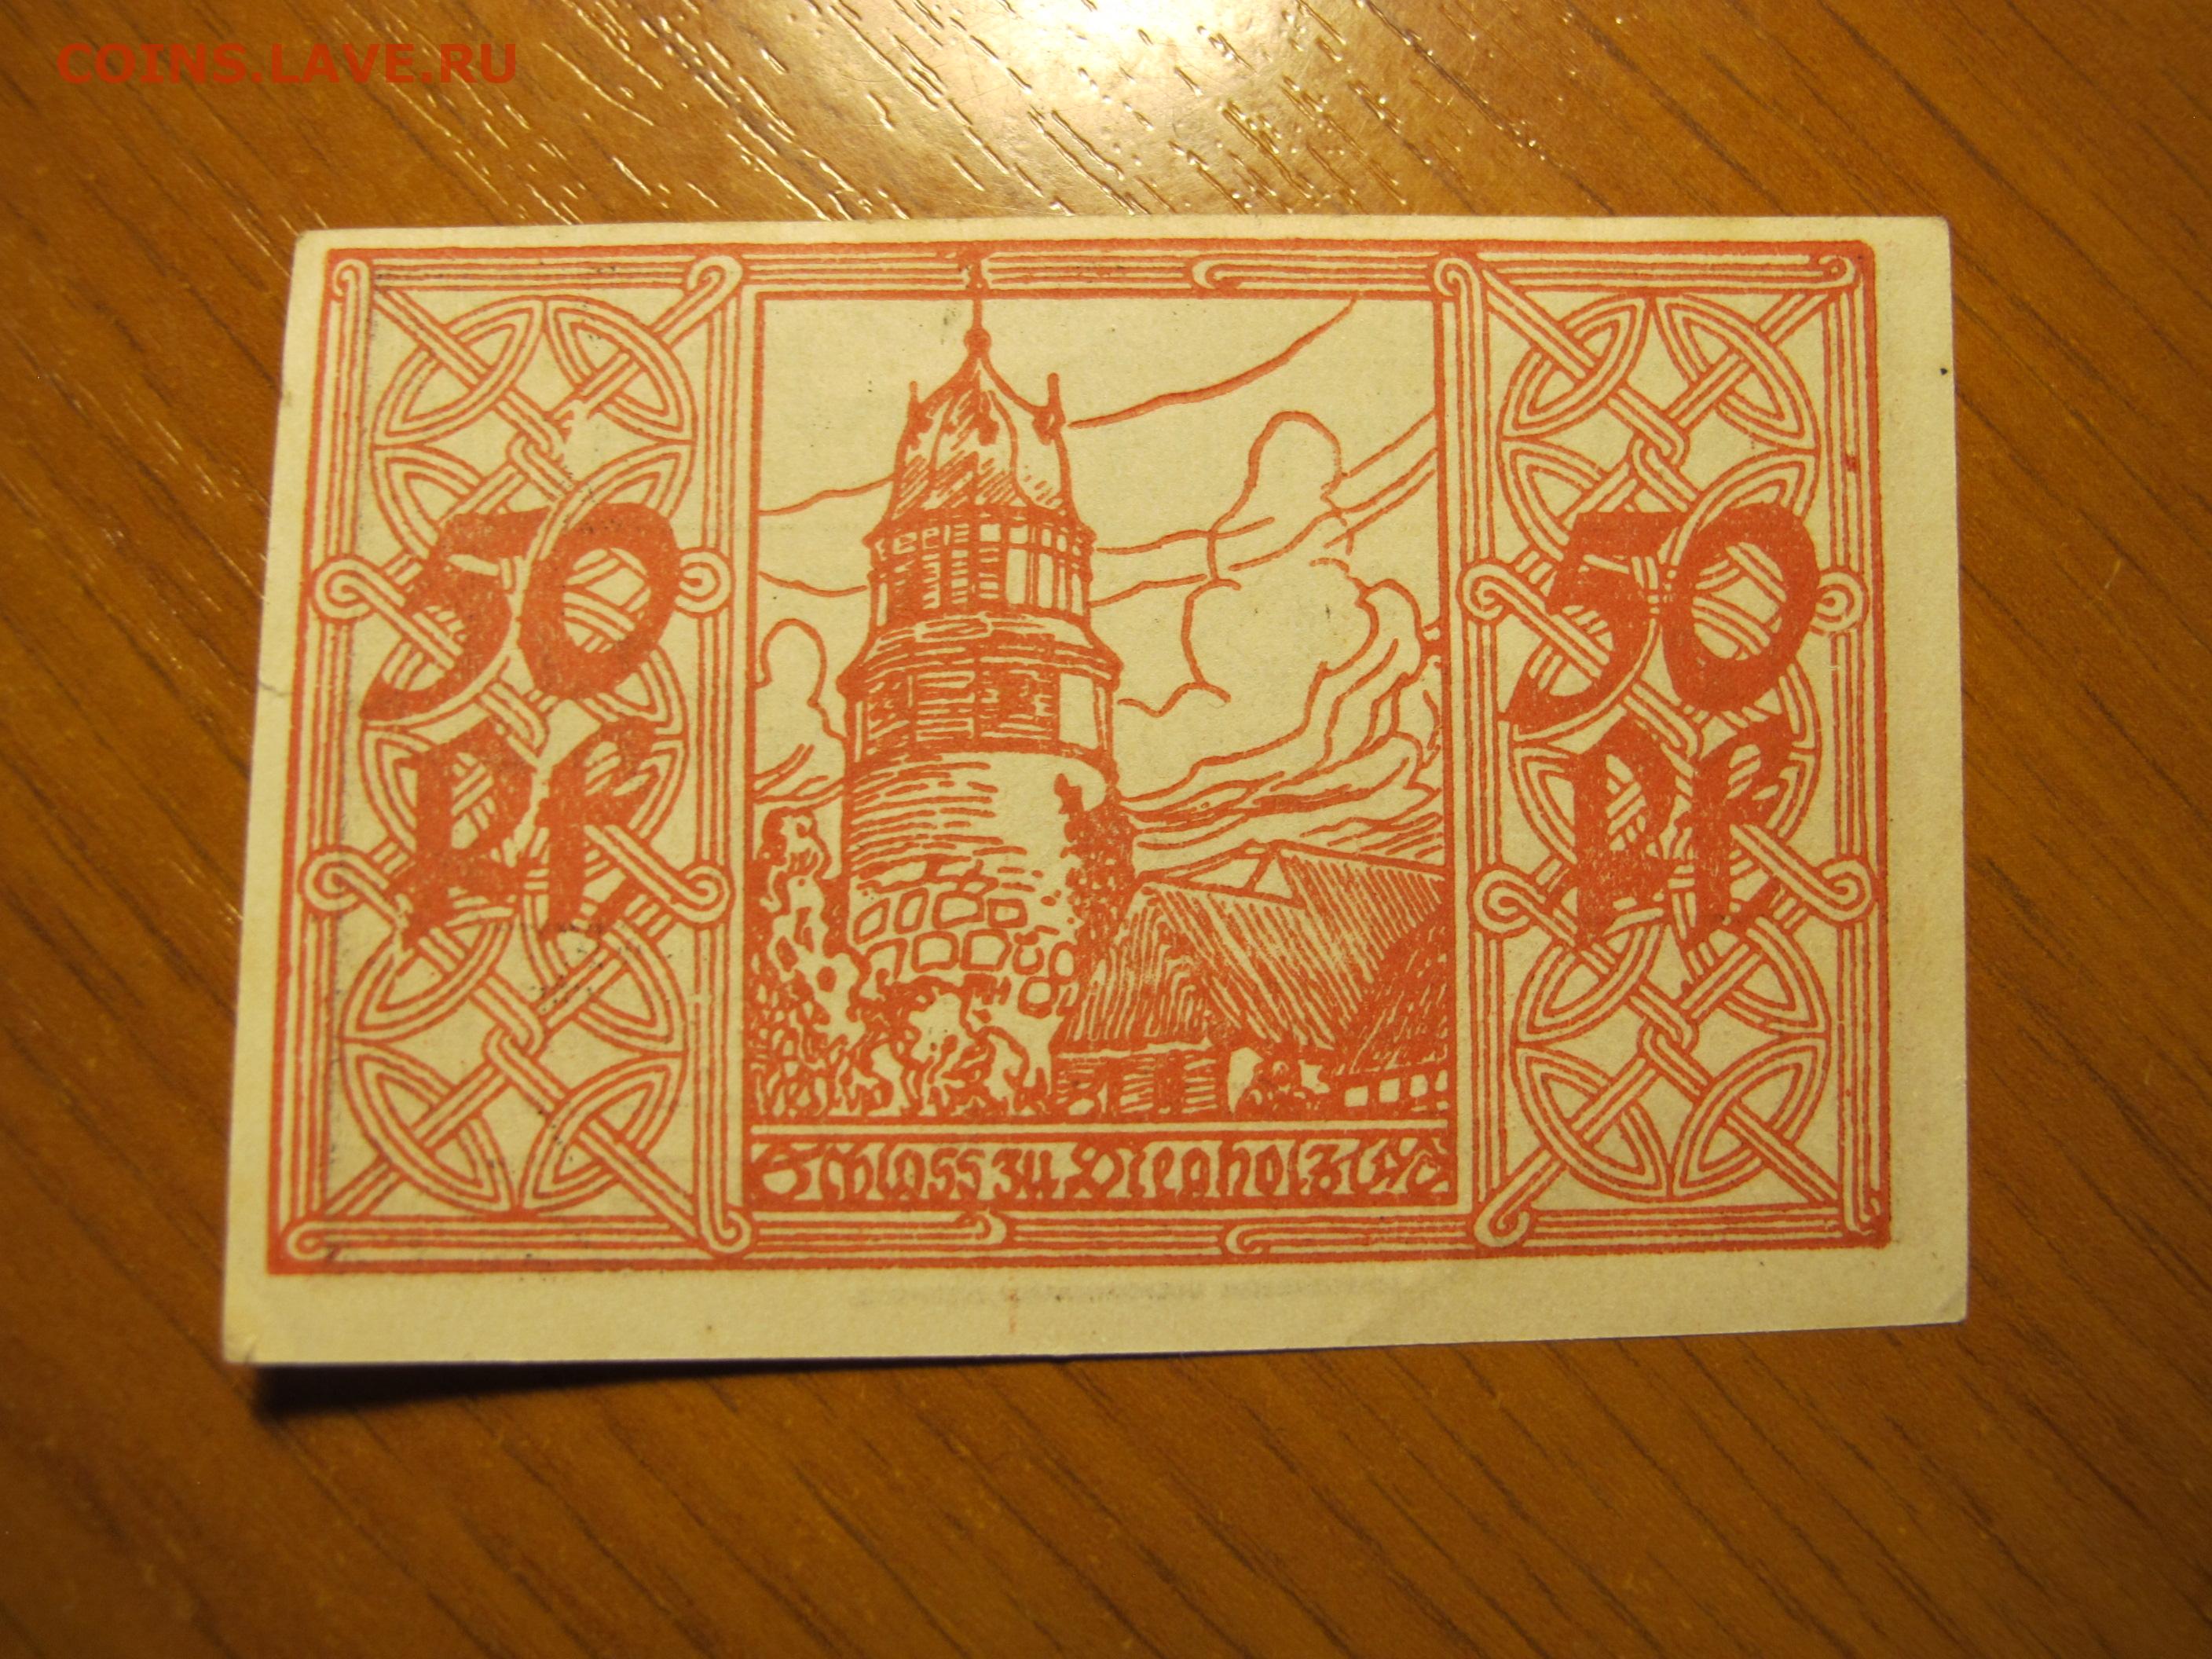 COINS.LAVE.RU
50
Pf
50
Pf
Schloss zu Diepholz